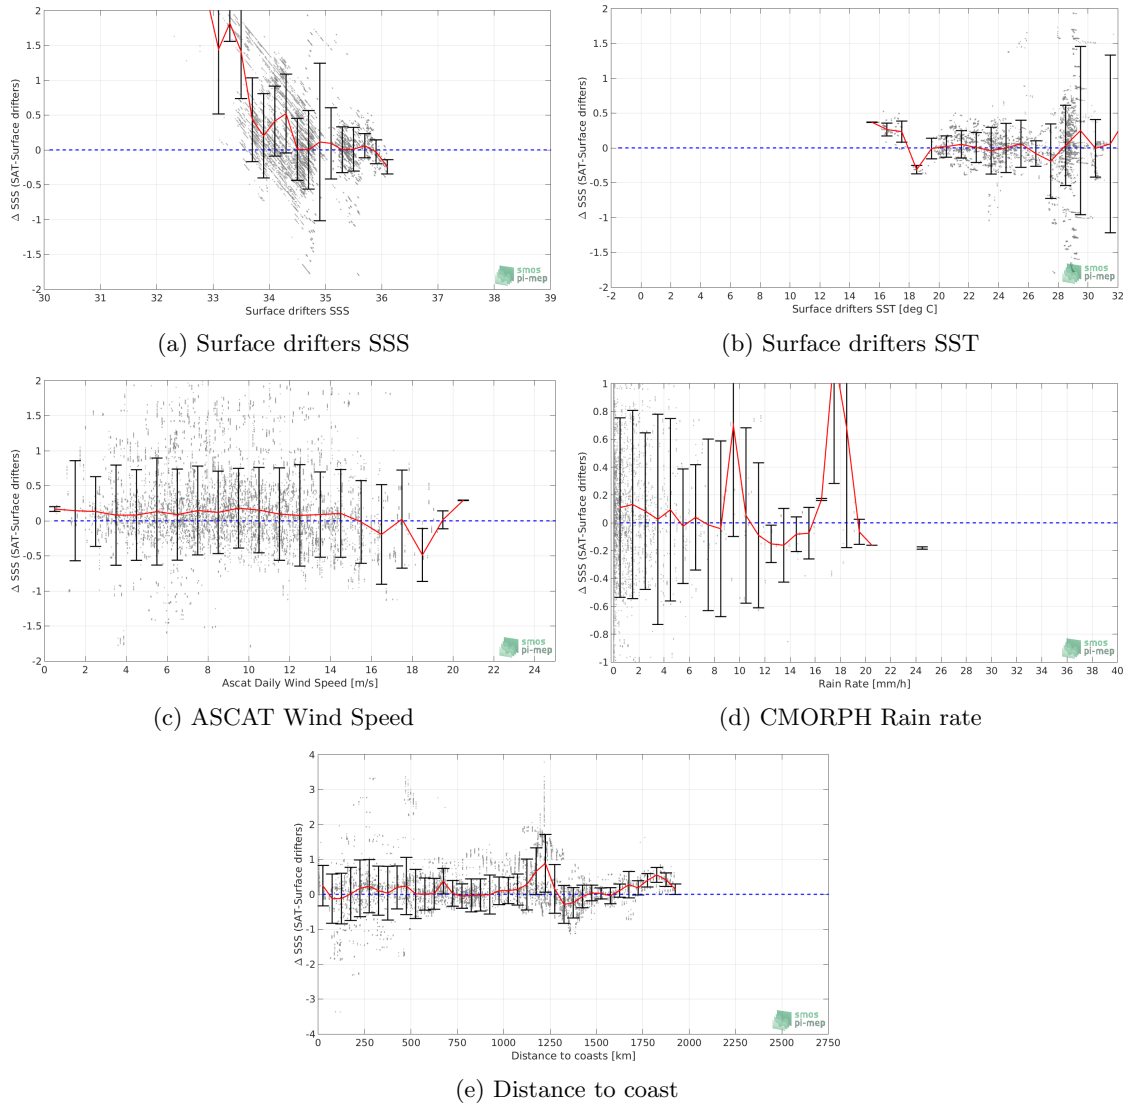 2
1.5
1
0.5
0
-0.5
-1
-1.5
-2
Δ SSS (SAT-Surface drifters)
30 31 32 33 34 35 36 37 38 39
Surface drifters SSS
smos
pi-mep
(a) Surface drifters SSS
2
1.5
1
0.5
0
-0.5
-1
-1.5
-2
Δ SSS (SAT-Surface drifters)
-2 0 2 4 6 8 10 12 14 16 18 20 22 24 26 28 30 32
Surface drifters SST [deg C]
smos
pi-mep
(b) Surface drifters SST
2
1.5
1
0.5
0
-0.5
-1
-1.5
-2
Δ SSS (SAT-Surface drifters)
0 2 4 6 8 10 12 14 16 18 20 22 24
Ascat Daily Wind Speed [m/s]
smos
pi-mep
(c) ASCAT Wind Speed
1
0.8
0.6
0.4
0.2
0
-0.2
-0.4
-0.6
-0.8
-1
Δ SSS (SAT-Surface drifters)
0 2 4 6 8 10 12 14 16 18 20 22 24 26 28 30 32 34 36 38 40
Rain Rate [mm/h]
smos
pi-mep
(d) CMORPH Rain rate
4
3
2
1
0
-1
-2
-3
-4
Δ SSS (SAT-Surface drifters)
0 250 500 750 1000 1250 1500 1750 2000 2250 2500 2750
Distance to coasts [km]
smos
pi-mep
(e) Distance to coast